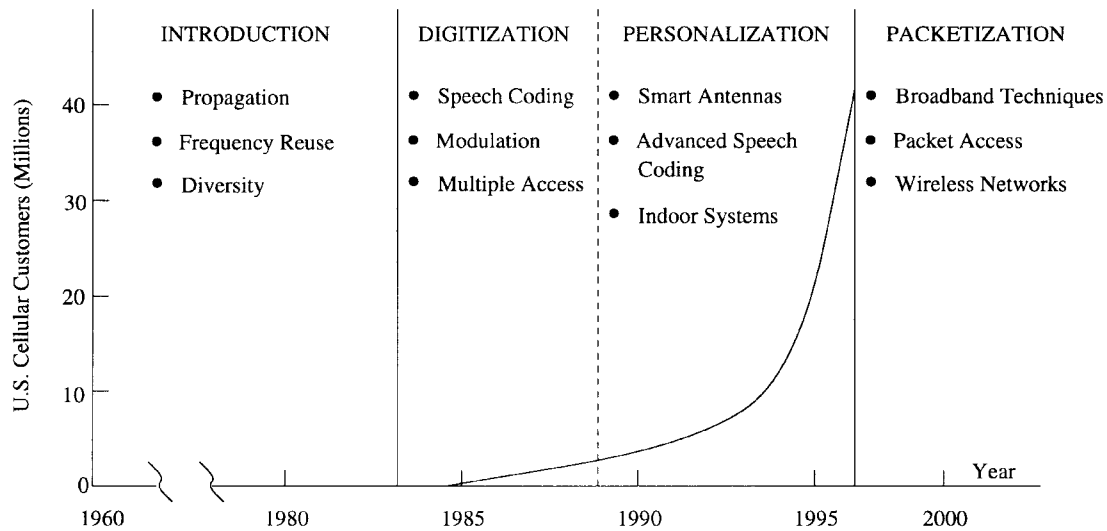 INTRODUCTION
DIGITIZATION
PERSONALIZATION
PACKETIZATION
• Propagation
• Frequency Reuse
• Diversity
• Speech Coding
• Modulation
• Multiple Access
• Smart Antennas
• Advanced Speech
Coding
• Indoor Systems
• Broadband Techniques
• Packet Access
• Wireless Networks
U.S. Cellular Customers (Millions)
40
30
20
10
0
1960
1980
1985
1990
1995
2000
Year